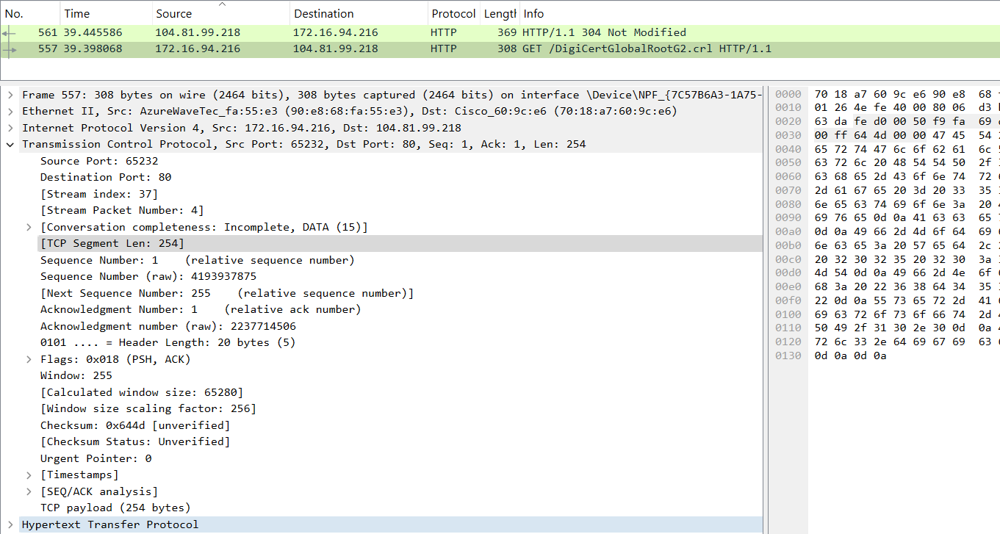 No. Time Source Destination Protocol Length Info
561 39.445586 104.81.99.218 172.16.94.216 HTTP 369 HTTP/1.1 304 Not Modified
557 39.398068 172.16.94.216 104.81.99.218 HTTP 308 GET /DigiCertGlobalRootG2.crl HTTP/1.1
Frame 557: 308 bytes on wire (2464 bits), 308 bytes captured (2464 bits) on interface \Device\NPF_{7C57B6A3-1A75-
Ethernet II, Src: AzureWaveTec_fa:55:e3 (90:e8:68:fa:55:e3), Dst: Cisco_60:9c:e6 (70:18:a7:60:9c:e6)
Internet Protocol Version 4, Src: 172.16.94.216, Dst: 104.81.99.218
Transmission Control Protocol, Src Port: 65232, Dst Port: 80, Seq: 1, Ack: 1, Len: 254
Source Port: 65232
Destination Port: 80
[Stream index: 37]
[Stream Packet Number: 4]
[Conversation completeness: Incomplete, DATA (15)]
[TCP Segment Len: 254]
Sequence Number: 1 (relative sequence number)
Sequence Number (raw): 4193937875
[Next Sequence Number: 255 (relative sequence number)]
Acknowledgment Number: 1 (relative ack number)
Acknowledgment number (raw): 2237714506
0101 .... = Header Length: 20 bytes (5)
Flags: 0x018 (PSH, ACK)
Window: 255
[Calculated window size: 65280]
[Window size scaling factor: 256]
Checksum: 0x644d [unverified]
[Checksum Status: Unverified]
Urgent Pointer: 0
[Timestamps]
[SEQ/ACK analysis]
TCP payload (254 bytes)
Hypertext Transfer Protocol
0000 70 18 a7 60 9c e6 90 e8 68
0010 01 26 4e fe 40 00 80 06 d3
0020 63 da fe d0 00 50 f9 fa 69
0030 00 ff 64 4d 00 00 47 45 54
0040 65 72 74 47 6c 6f 62 61 6c
0050 63 72 6c 20 48 54 54 50 2f
0060 63 68 65 2d 43 6f 6e 74 72
0070 2d 61 67 65 20 3d 20 33 35
0080 6e 65 63 74 69 6f 6e 3a 20
0090 69 76 65 0d 0a 41 63 63 65
00a0 0d 0a 49 66 2d 4d 6f 64 69
00b0 6e 63 65 3a 20 57 65 64 2c
00c0 20 32 30 32 35 20 32 30 3a
00d0 4d 54 0d 0a 49 66 2d 4e 6f
00e0 68 3a 20 22 36 38 64 34 35
00f0 22 0d 0a 55 73 65 72 2d 41
0100 69 63 72 6f 73 6f 66 74 2d
0110 50 49 2f 31 30 2e 30 0d 0a
0120 72 6c 33 2e 64 69 67 69 63
0130 0d 0a 0d 0a